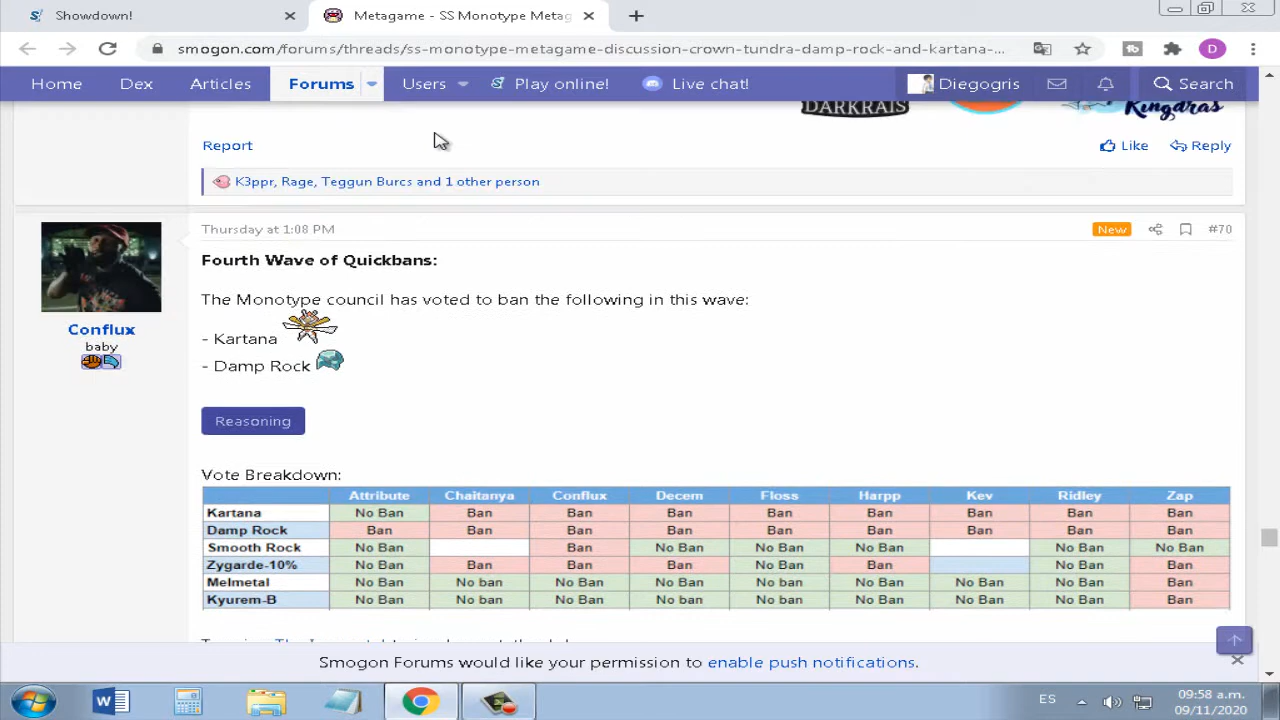 Showdown!
Metagame - SS Monotype Metag
smogon.com/forums/threads/ss-monotype-metagame-discussion-crown-tundra-damp-rock-and-kartana-...
D
Home Dex Articles Forums Users Play online! Live chat! Diegogris Search
DARKRAIS
Kingdras
Report
Like Reply
K3ppr, Rage, Teggun Burcs and 1 other person
Thursday at 1:08 PM
New #70
Fourth Wave of Quickbans:
The Monotype council has voted to ban the following in this wave:
Conflux
baby
- Kartana
- Damp Rock
Reasoning
Vote Breakdown:
Attribute Chaitanya Conflux Decem Floss Harpp Kev Ridley Zap
Kartana No Ban Ban Ban Ban Ban Ban Ban Ban Ban
Damp Rock Ban Ban Ban Ban Ban Ban Ban Ban Ban
Smooth Rock No Ban Ban No Ban No Ban No Ban No Ban No Ban
Zygarde-10% No Ban Ban Ban Ban No Ban Ban No Ban Ban
Melmetal No Ban No ban No Ban No Ban No ban No Ban No Ban No Ban Ban
Kyurem-B No Ban No ban No Ban No ban No ban No Ban No Ban No Ban Ban
Smogon Forums would like your permission to enable push notifications.
ES
09:58 a.m.
09/11/2020